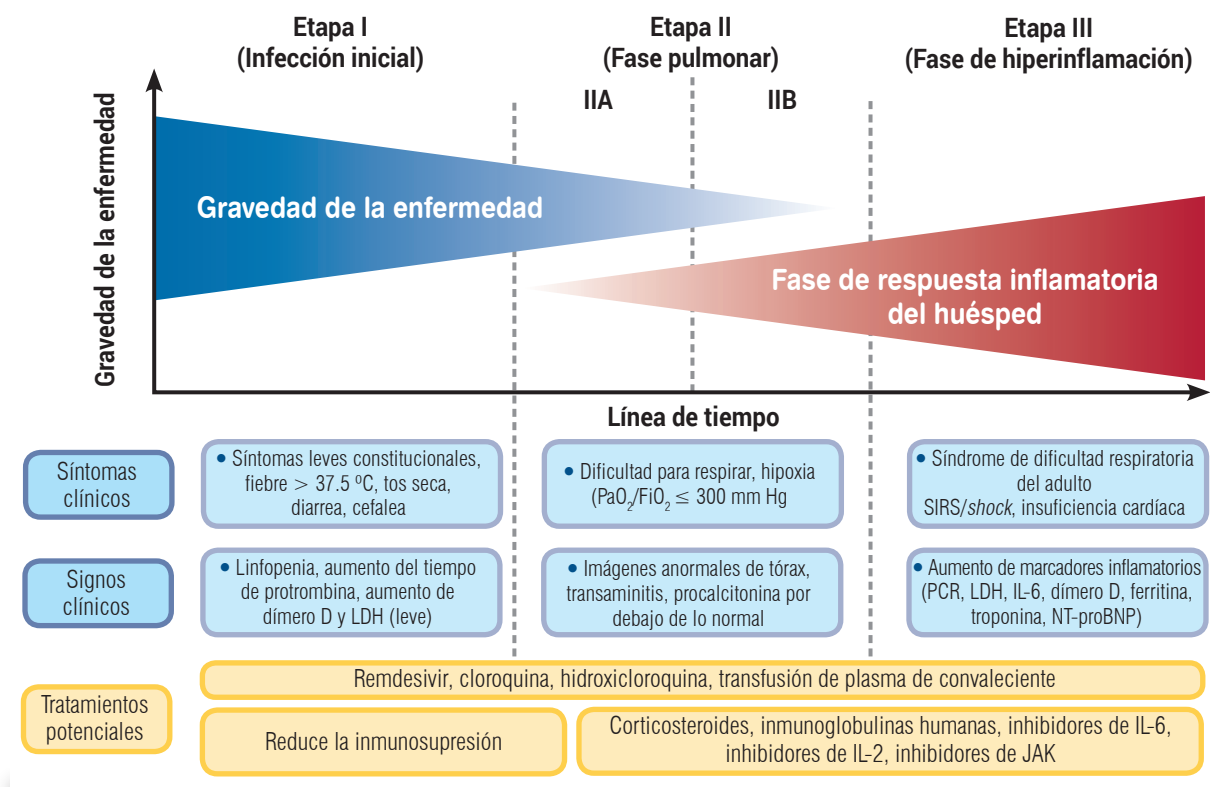 Etapa I
(Infección inicial)
Etapa II
(Fase pulmonar)
Etapa III
(Fase de hiperinflamación)
IIA
IIB
Gravedad de la enfermedad
Gravedad de la enfermedad
Fase de respuesta inflamatoria
del huésped
Línea de tiempo
Síntomas
clínicos
• Síntomas leves constitucionales,
fiebre > 37.5 ⁰C, tos seca,
diarrea, cefalea
• Dificultad para respirar, hipoxia
(PaO₂/FiO₂ ≤ 300 mm Hg
• Síndrome de dificultad respiratoria
del adulto
SIRS/shock, insuficiencia cardíaca
Signos
clínicos
• Linfopenia, aumento del tiempo
de protrombina, aumento de
dímero D y LDH (leve)
• Imágenes anormales de tórax,
transaminitis, procalcitonina por
debajo de lo normal
• Aumento de marcadores inflamatorios
(PCR, LDH, IL-6, dímero D, ferritina,
troponina, NT-proBNP)
Tratamientos
potenciales
Remdesivir, cloroquina, hidroxicloroquina, transfusión de plasma de convaleciente
Reduce la inmunosupresión
Corticosteroides, inmunoglobulinas humanas, inhibidores de IL-6,
inhibidores de IL-2, inhibidores de JAK